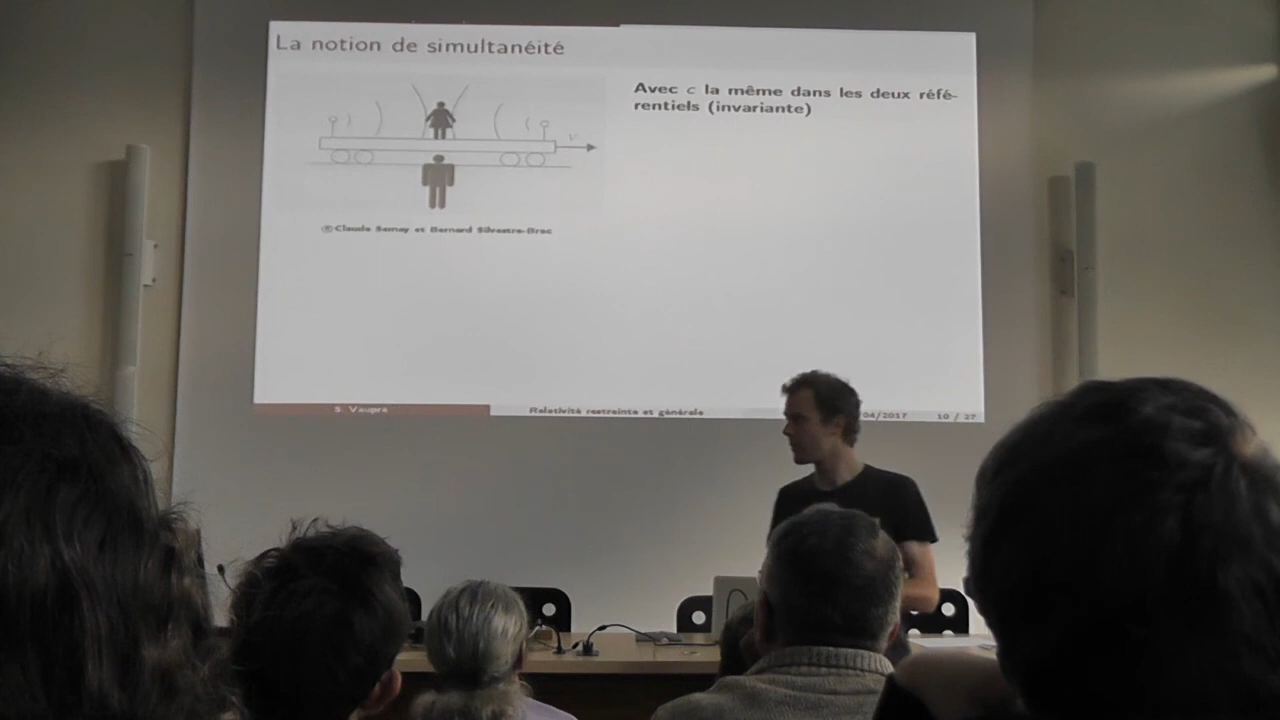 La notion de simultanéité
Avec c la même dans les deux réfé-
rentiels (invariante)
v
©Claude Semay et Bernard Silvestre-Brac
S. Vaupré
Relativité restreinte et générale
04/2017
10 / 27